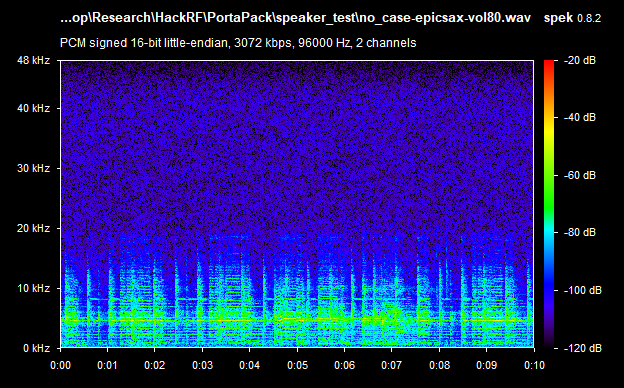 ...op\Research\HackRF\PortaPack\speaker_test\no_case-epicsax-vol80.wav spek 0.8.2
PCM signed 16-bit little-endian, 3072 kbps, 96000 Hz, 2 channels
48 kHz
40 kHz
30 kHz
20 kHz
10 kHz
0 kHz
0:00 0:01 0:02 0:03 0:04 0:05 0:06 0:07 0:08 0:09 0:10
-20 dB
-40 dB
-60 dB
-80 dB
-100 dB
-120 dB